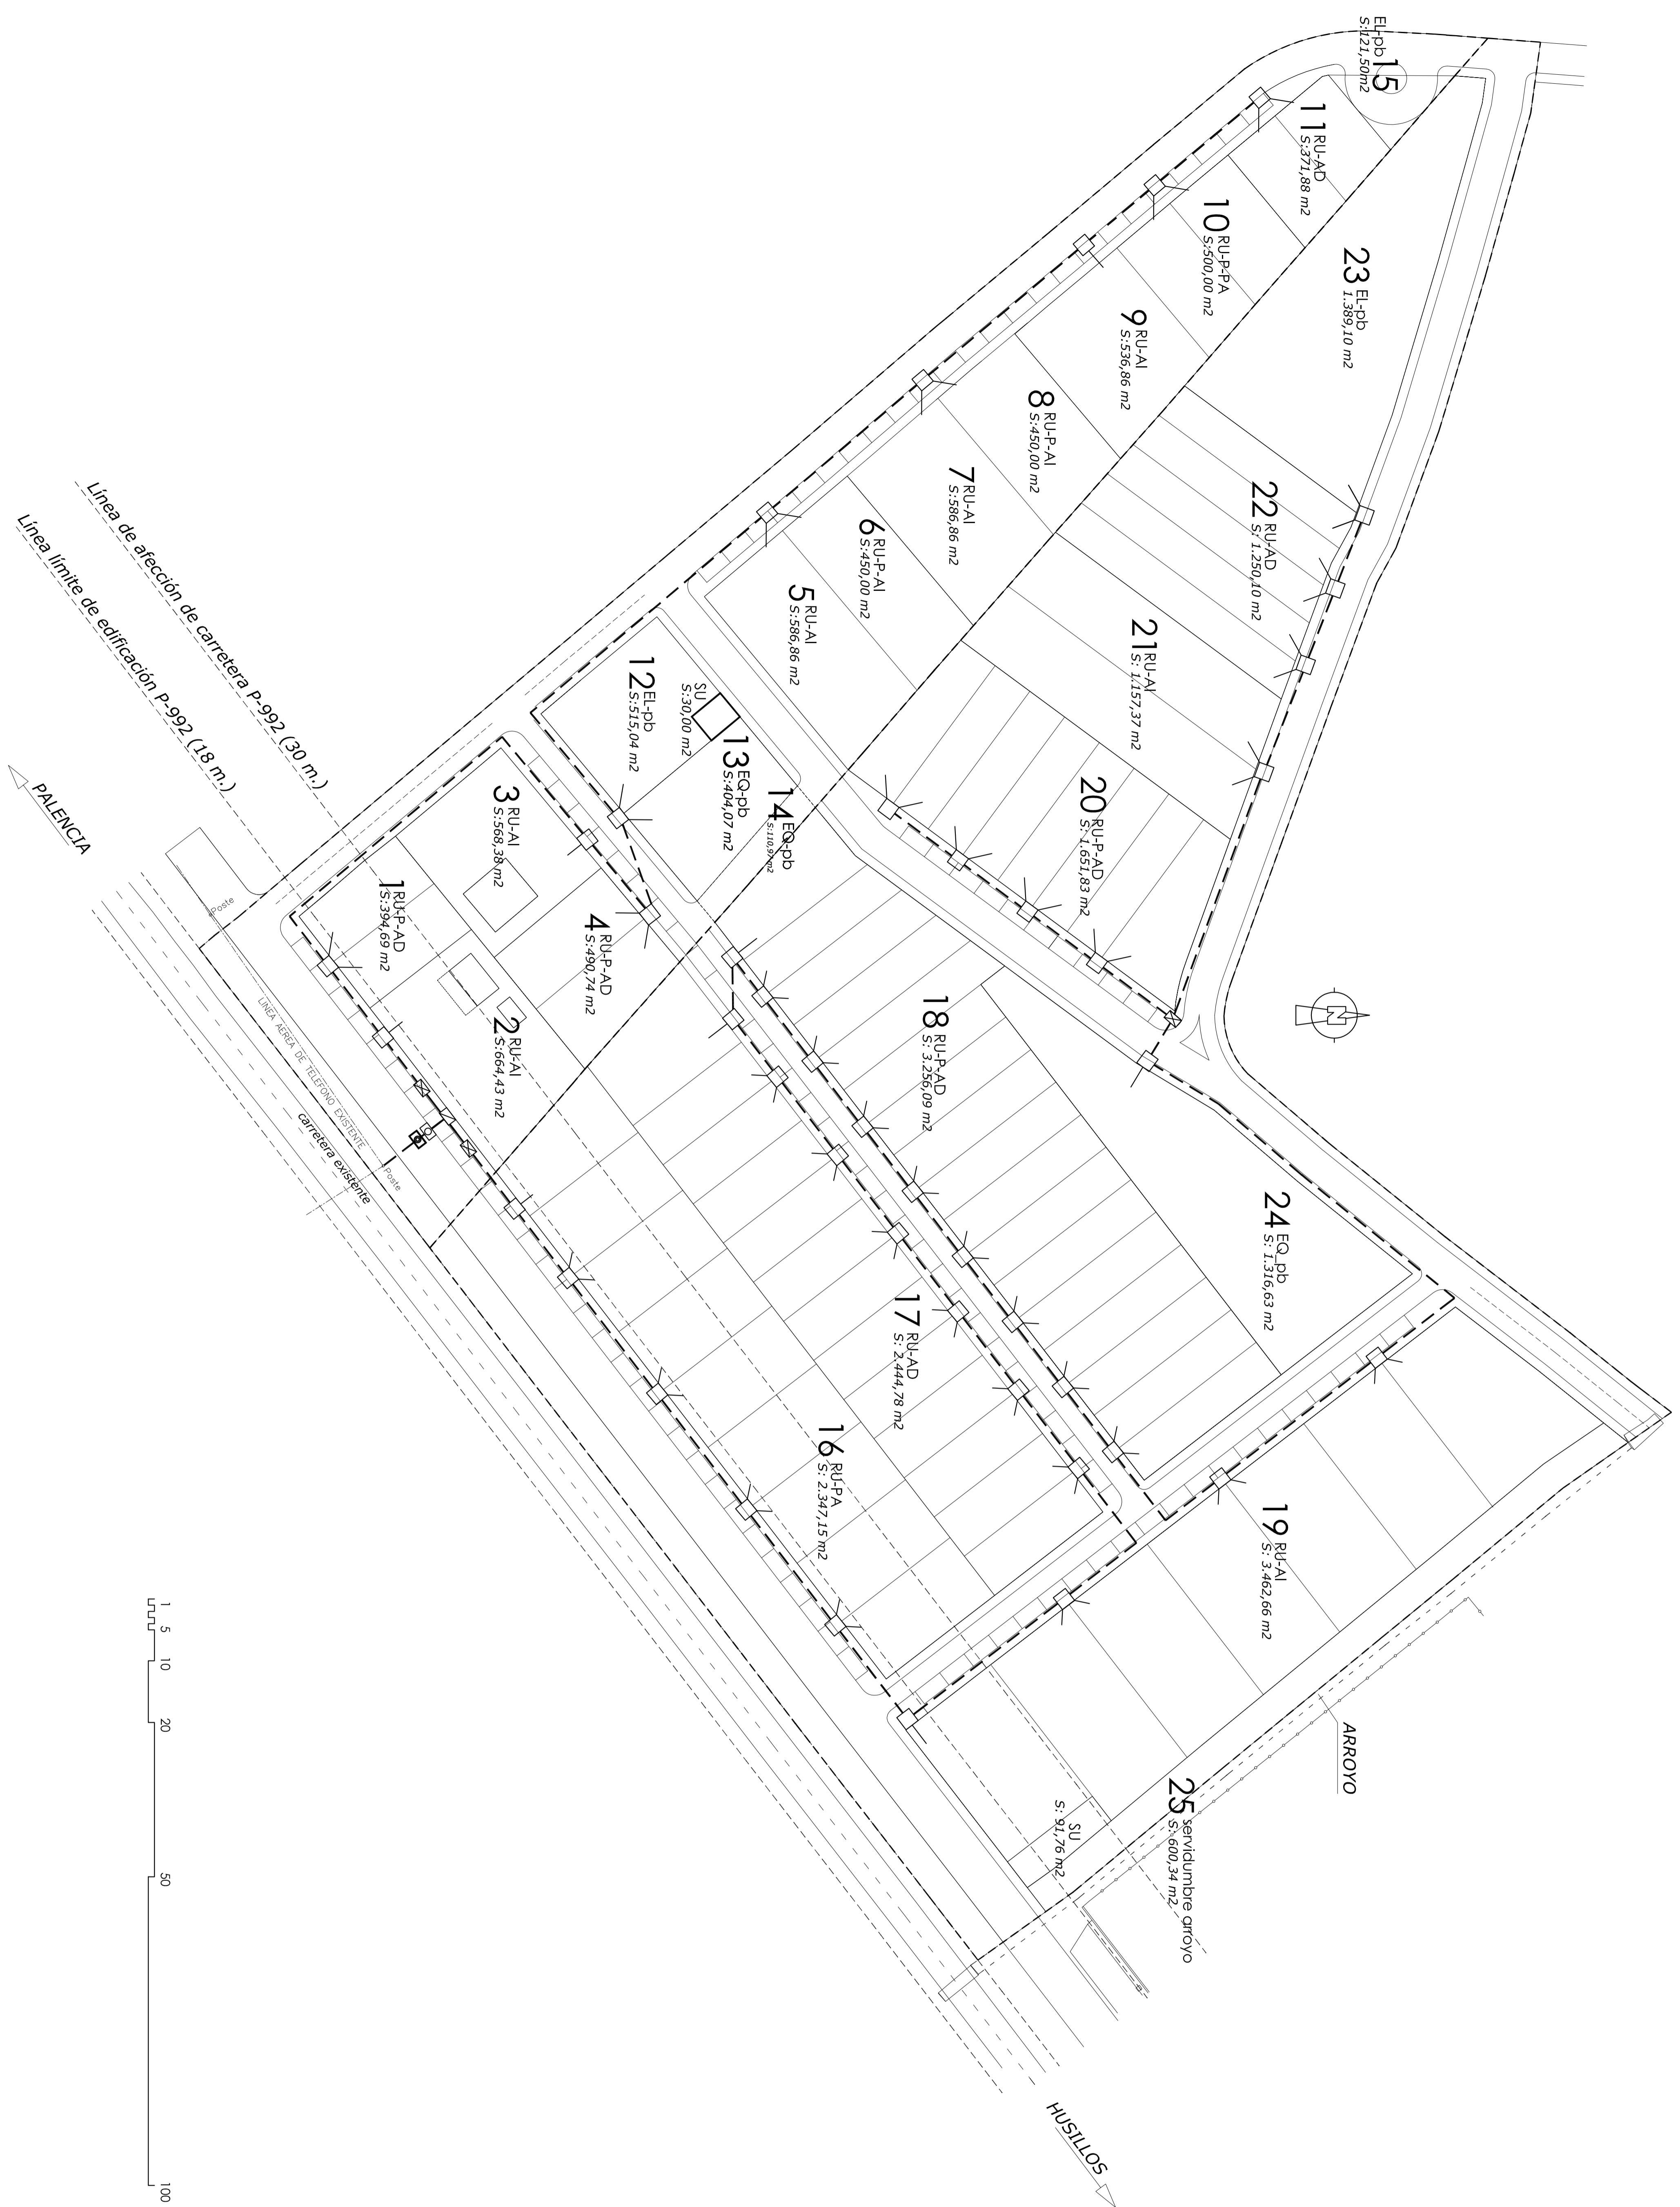 15
EL-pb
S:121,50m2
11
RU-AD
S:371,88 m2
10
RU-P-PA
S:500,00 m2
23
EL-pb
1.389,10 m2
9
RU-AI
S:536,86 m2
8
RU-P-AI
S:450,00 m2
7
RU-AI
S:586,86 m2
22
RU-AD
S: 1.250,10 m2
6
RU-P-AI
S:450,00 m2
5
RU-AI
S:586,86 m2
21
RU-AI
S: 1.157,37 m2
12
EL-pb
S:515,04 m2
SU
S:30,00 m2
13
EQ-pb
S:404,07 m2
14
EQ-pb
S:110,97 m2
20
RU-P-AD
S: 1.651,83 m2
3
RU-AI
S:568,38 m2
1
RU-P-AD
S:394,69 m2
4
RU-P-AD
S:490,74 m2
2
RU-AI
S:664,43 m2
18
RU-P-AD
S: 3.256,09 m2
N
24
EQ_pb
S: 1.316,63 m2
17
RU-AD
S: 2.444,78 m2
16
RU-PA
S: 2.347,15 m2
19
RU-AI
S: 3.462,66 m2
25
servidumbre arroyo
S: 600,34 m2
SU
S: 91,76 m2
ARROYO
Línea de afección de carretera P-992 (30 m.)
Línea límite de edificación P-992 (18 m.)
PALENCIA
Poste
LINEA AEREA DE TELEFONO EXISTENTE
Poste
carretera existente
HUSILLOS
1
5
10
20
50
100